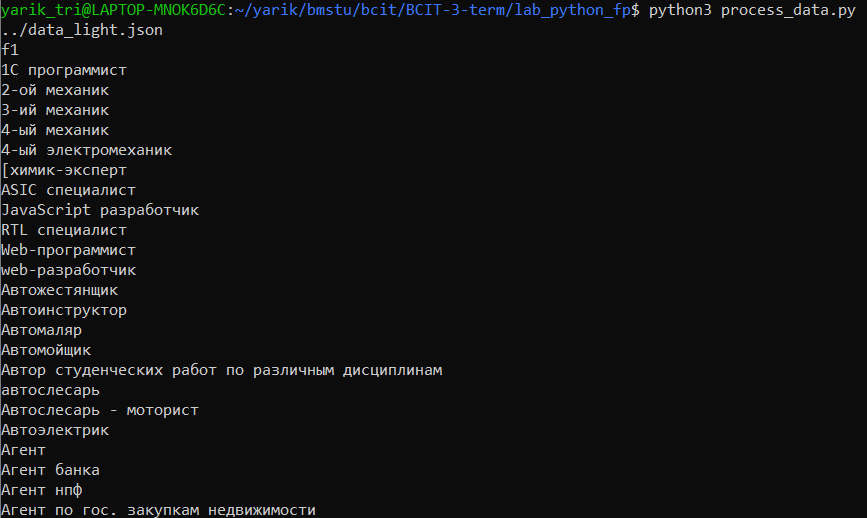 yarik_tri@LAPTOP-MNOK6D6C:~/yarik/bmstu/bcit/BCIT-3-term/lab_python_fp$ python3 process_data.py
../data_light.json
f1
1C программист
2-ой механик
3-ий механик
4-ый механик
4-ый электромеханик
[химик-эксперт
ASIC специалист
JavaScript разработчик
RTL специалист
Web-программист
web-разработчик
Автожестянщик
Автоинструктор
Автомаляр
Автомойщик
Автор студенческих работ по различным дисциплинам
автослесарь
Автослесарь - моторист
Автоэлектрик
Агент
Агент банка
Агент нпф
Агент по гос. закупкам недвижимости